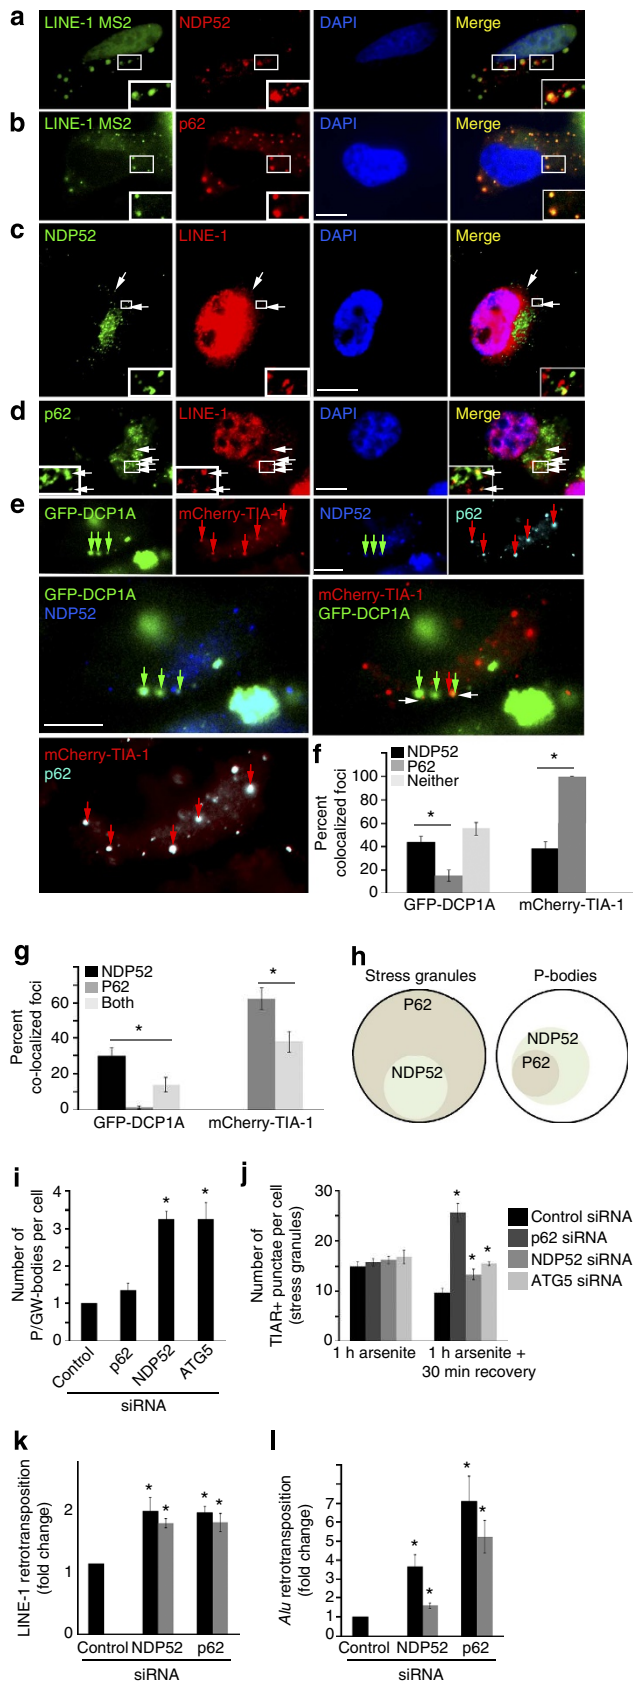 a
LINE-1 MS2 NDP52 DAPI Merge
b
LINE-1 MS2 p62 DAPI Merge
c
NDP52 LINE-1 DAPI Merge
d
p62 LINE-1 DAPI Merge
e
GFP-DCP1A mCherry-TIA-1 NDP52 p62
GFP-DCP1A
NDP52
mCherry-TIA-1
GFP-DCP1A
mCherry-TIA-1
p62
f
NDP52
P62
Neither
*
*
Percent
colocalized foci
100
80
60
40
20
0
GFP-DCP1A mCherry-TIA-1
g
NDP52
P62
Both
*
*
Percent
co-localized foci
60
40
20
0
GFP-DCP1A mCherry-TIA-1
h
Stress granules P-bodies
P62
NDP52
NDP52
P62
i
Number of
P/GW-bodies per cell
4
3
2
1
0
* *
Control p62 NDP52 ATG5
siRNA
j
Number of
TIAR+ punctae per cell
(stress granules)
30
20
10
0
*
* *
Control siRNA
p62 siRNA
NDP52 siRNA
ATG5 siRNA
1 h arsenite
1 h arsenite +
30 min recovery
k
LINE-1 retrotransposition
(fold change)
2
1
0
* * * *
Control NDP52 p62
siRNA
l
Alu retrotransposition
(fold change)
7
5
4
3
2
1
0
* * * *
Control NDP52 p62
siRNA